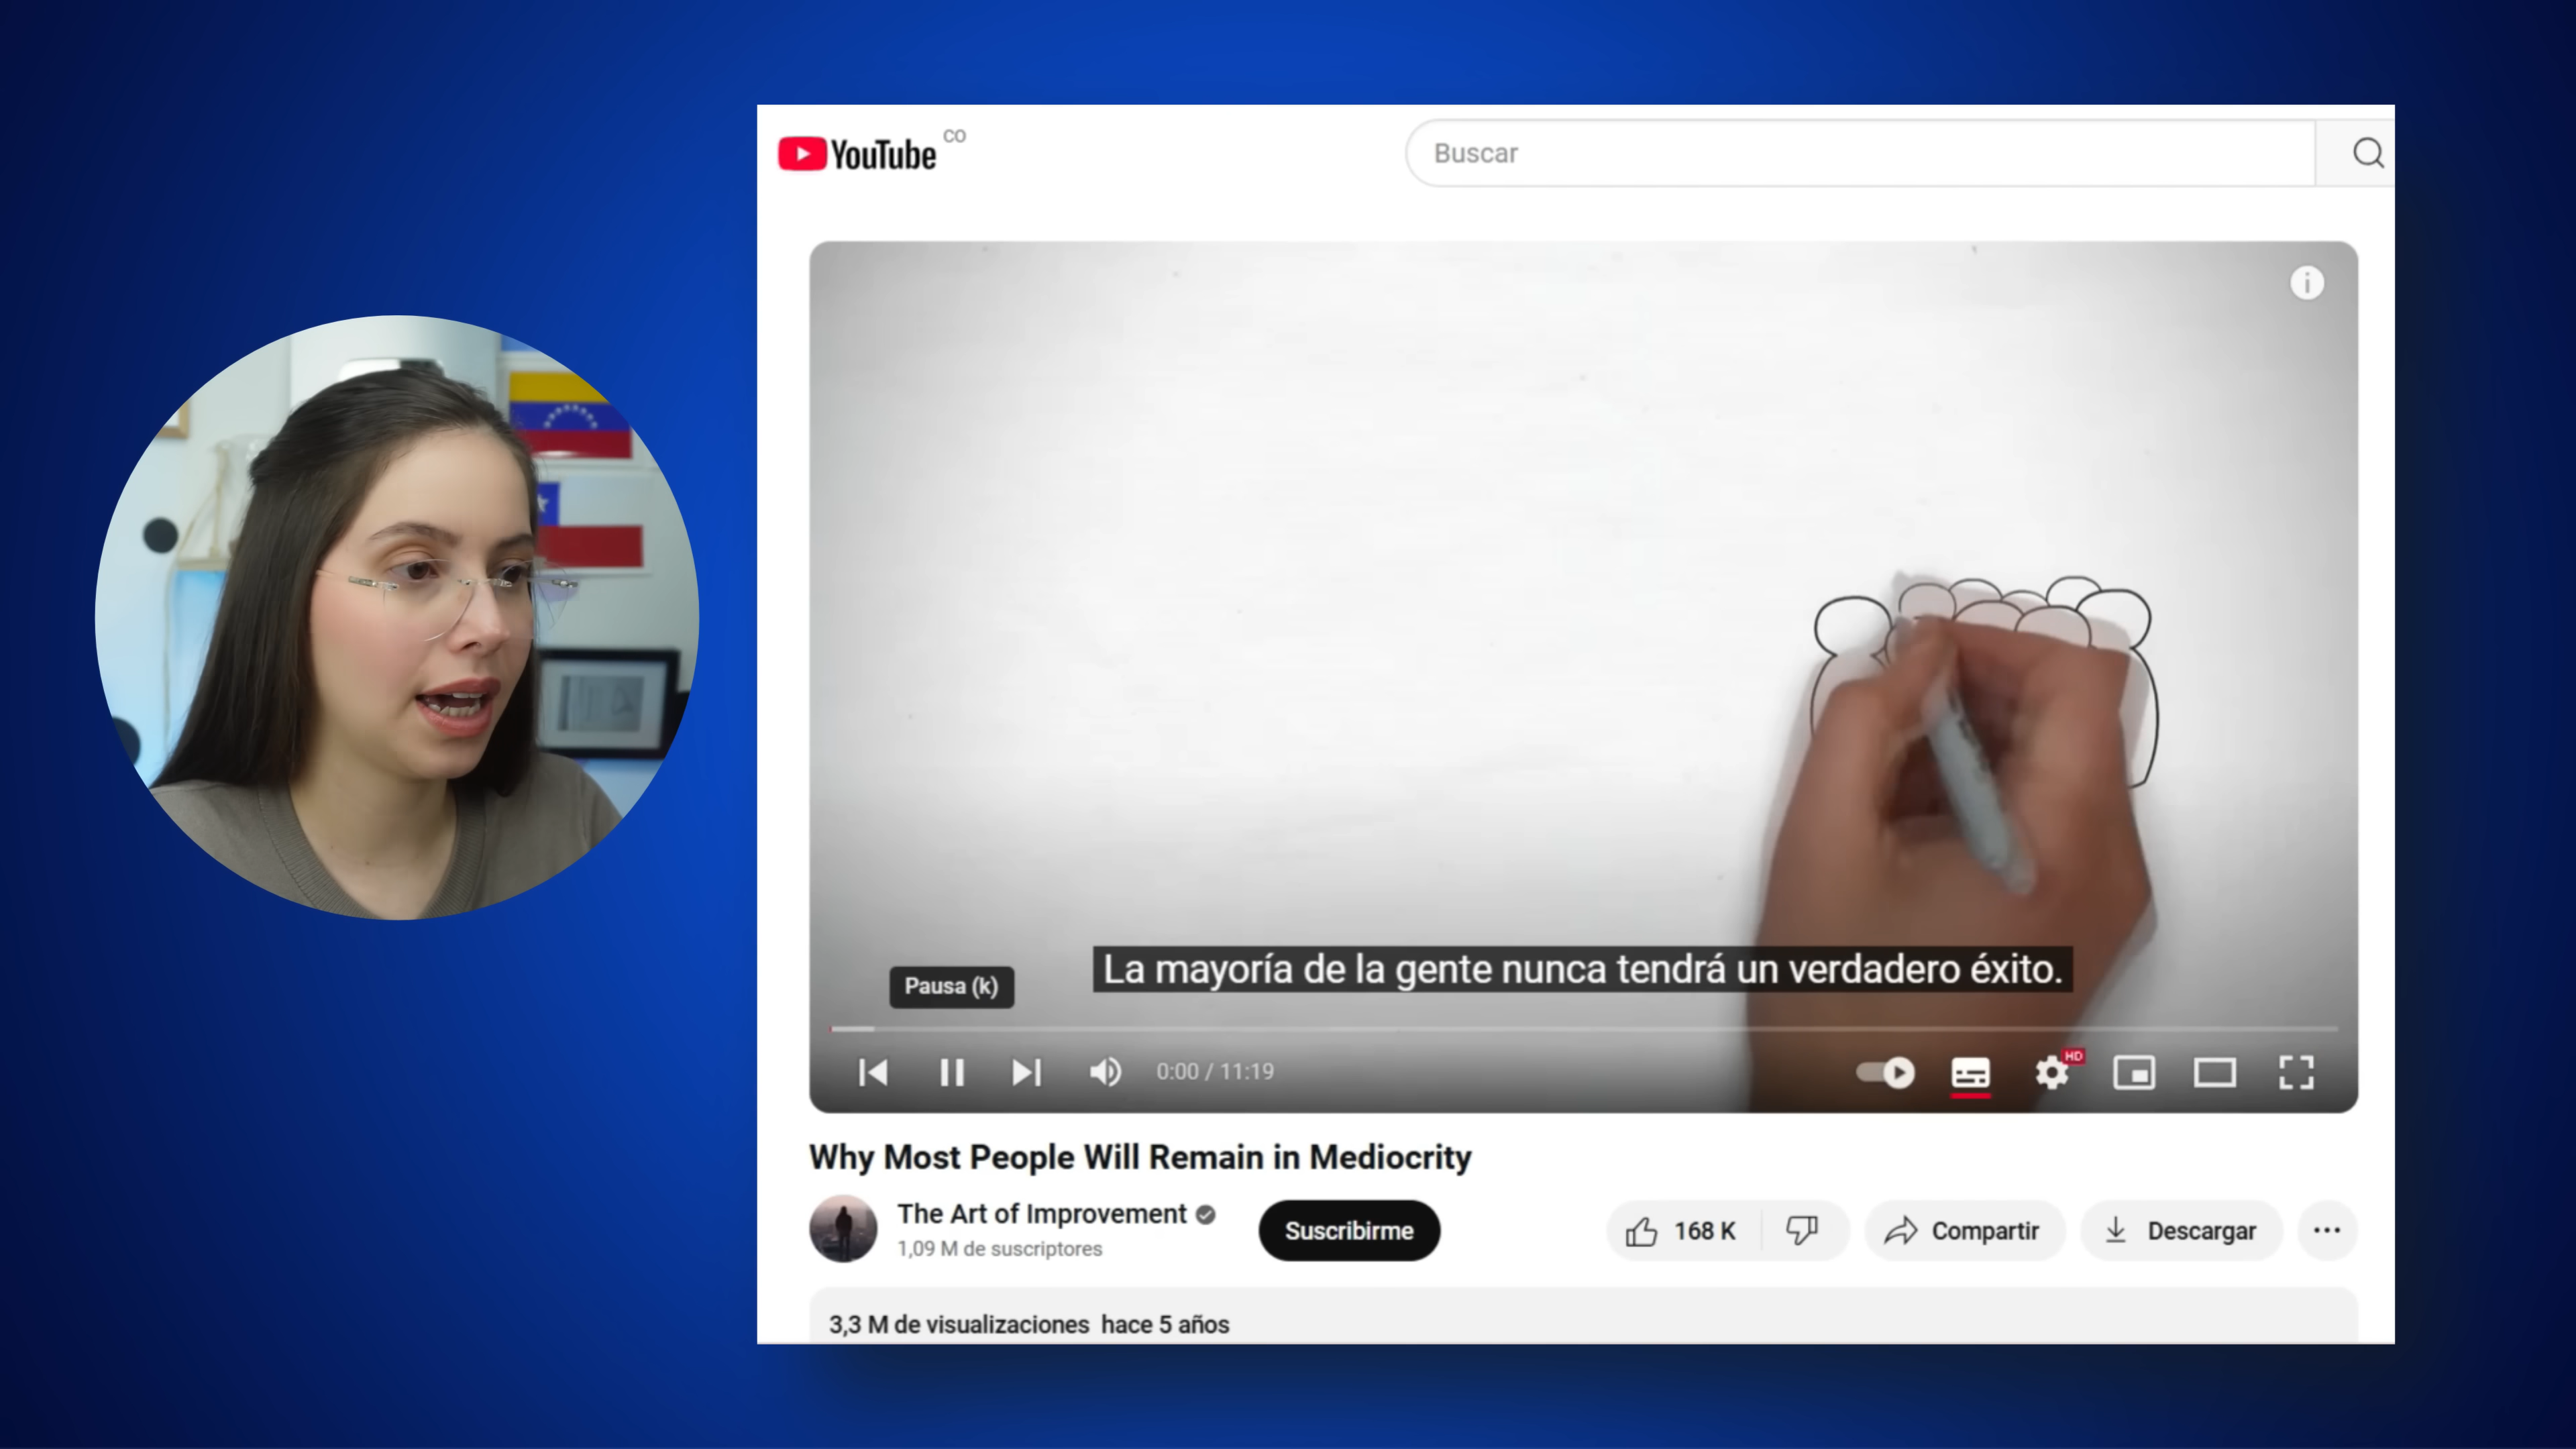 YouTube CO
Buscar
La mayoría de la gente nunca tendrá un verdadero éxito.
Pausa (k)
0:00 / 11:19
HD
Why Most People Will Remain in Mediocrity
The Art of Improvement
1,09 M de suscriptores
Suscribirme
168 K
Compartir
Descargar
3,3 M de visualizaciones hace 5 años